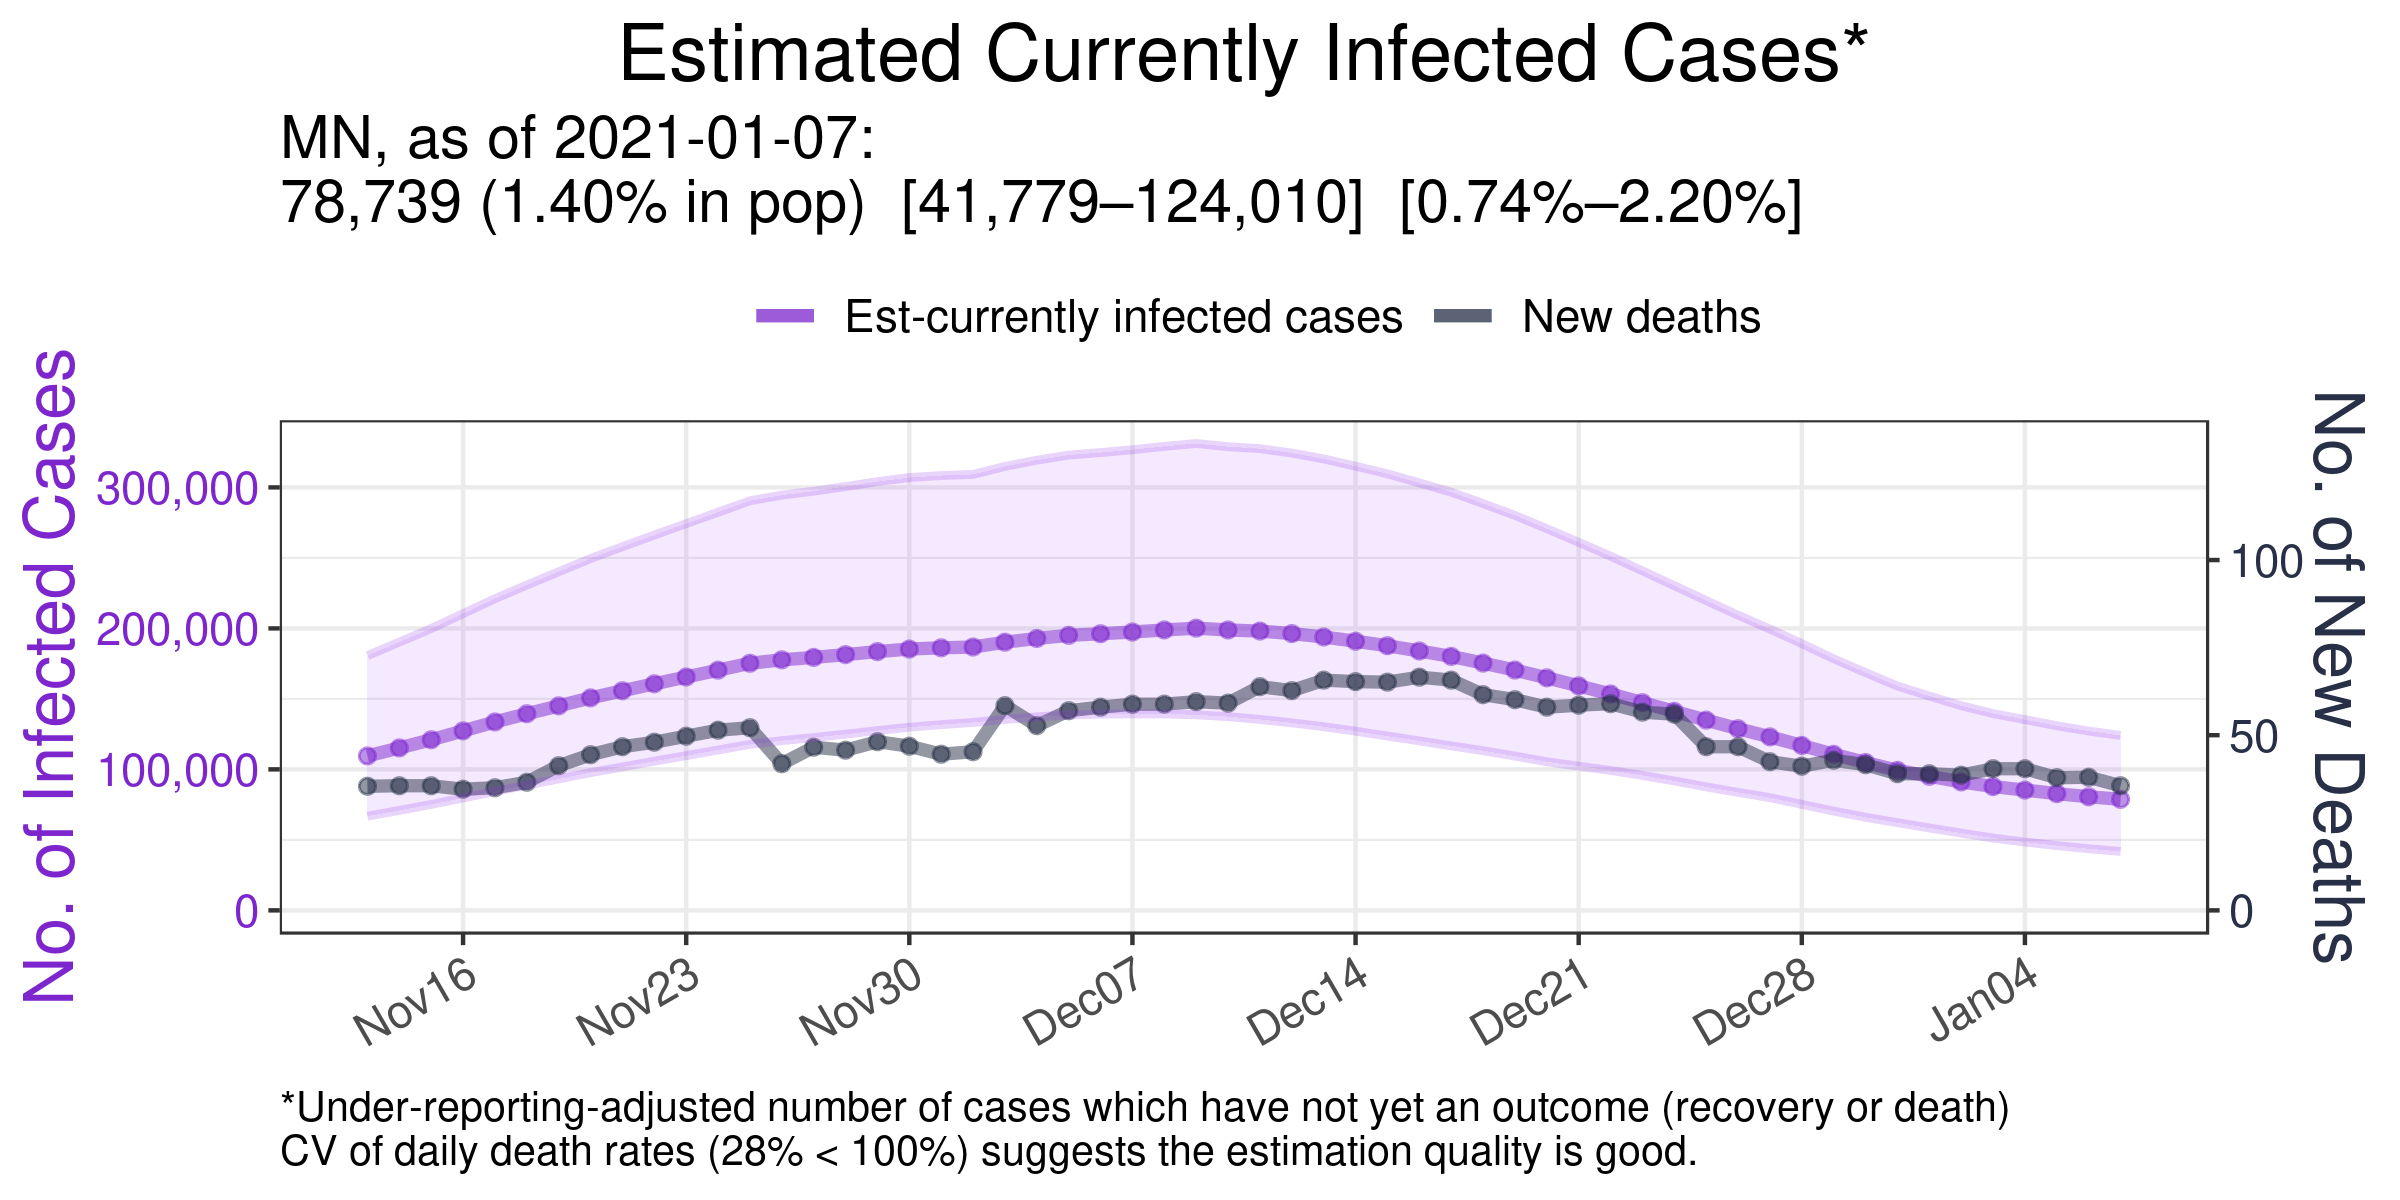 Estimated Currently Infected Cases*
MN, as of 2021-01-07:
78,739 (1.40% in pop) [41,779–124,010] [0.74%–2.20%]
Est-currently infected cases New deaths
No. of Infected Cases
300,000
200,000
100,000
0
No. of New Deaths
100
50
0
Nov16 Nov23 Nov30 Dec07 Dec14 Dec21 Dec28 Jan04
*Under-reporting-adjusted number of cases which have not yet an outcome (recovery or death)
CV of daily death rates (28% < 100%) suggests the estimation quality is good.